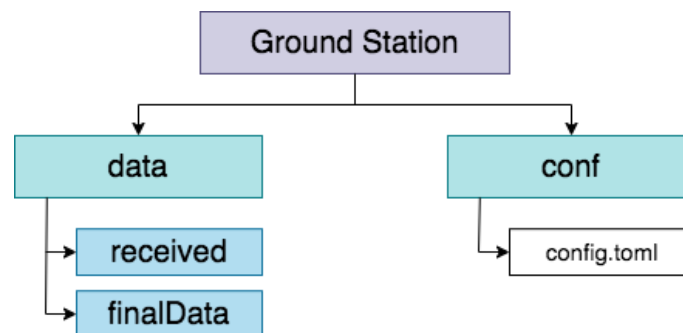 Ground Station
data
conf
received
config.toml
finalData